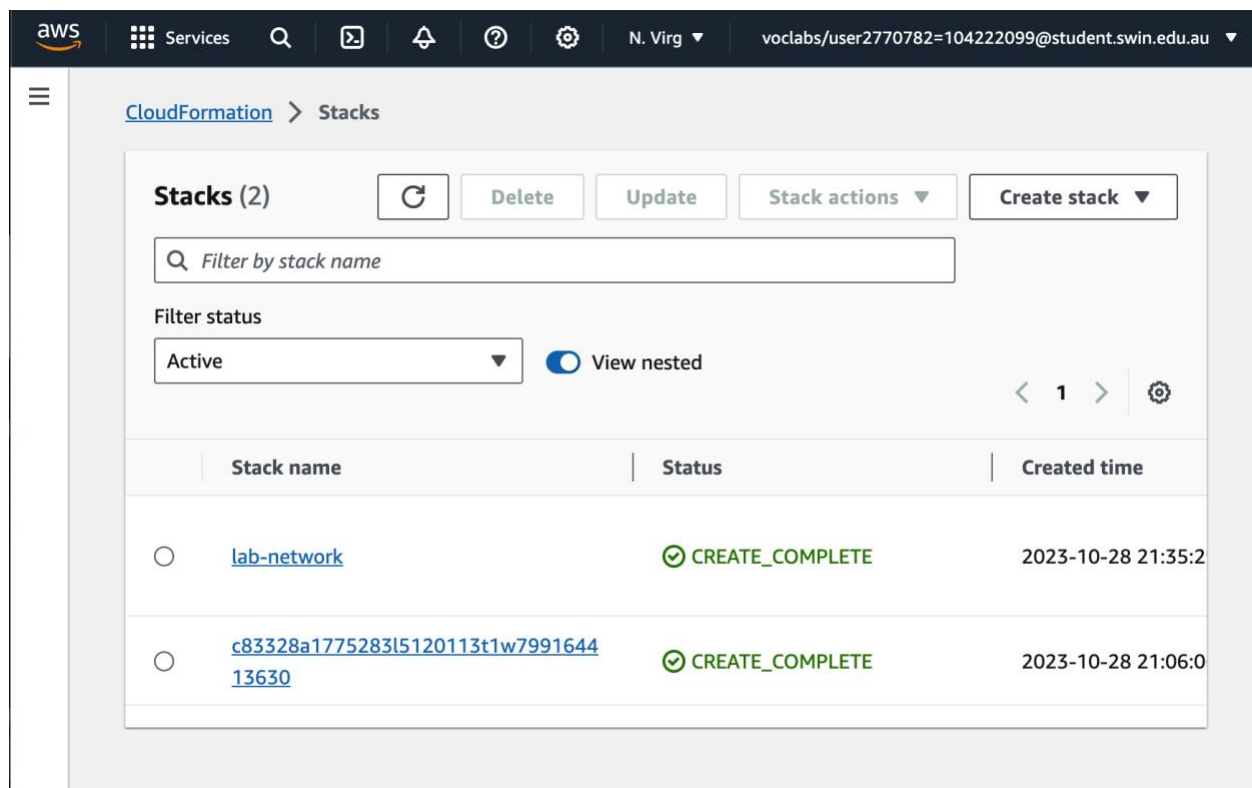 aws Services N. Virg voclabs/user2770782=104222099@student.swin.edu.au
CloudFormation > Stacks
Stacks (2) Delete Update Stack actions Create stack
Filter by stack name
Filter status
Active View nested
< 1 >
Stack name Status Created time
lab-network CREATE_COMPLETE 2023-10-28 21:35:2
c83328a1775283l5120113t1w7991644
13630 CREATE_COMPLETE 2023-10-28 21:06:0